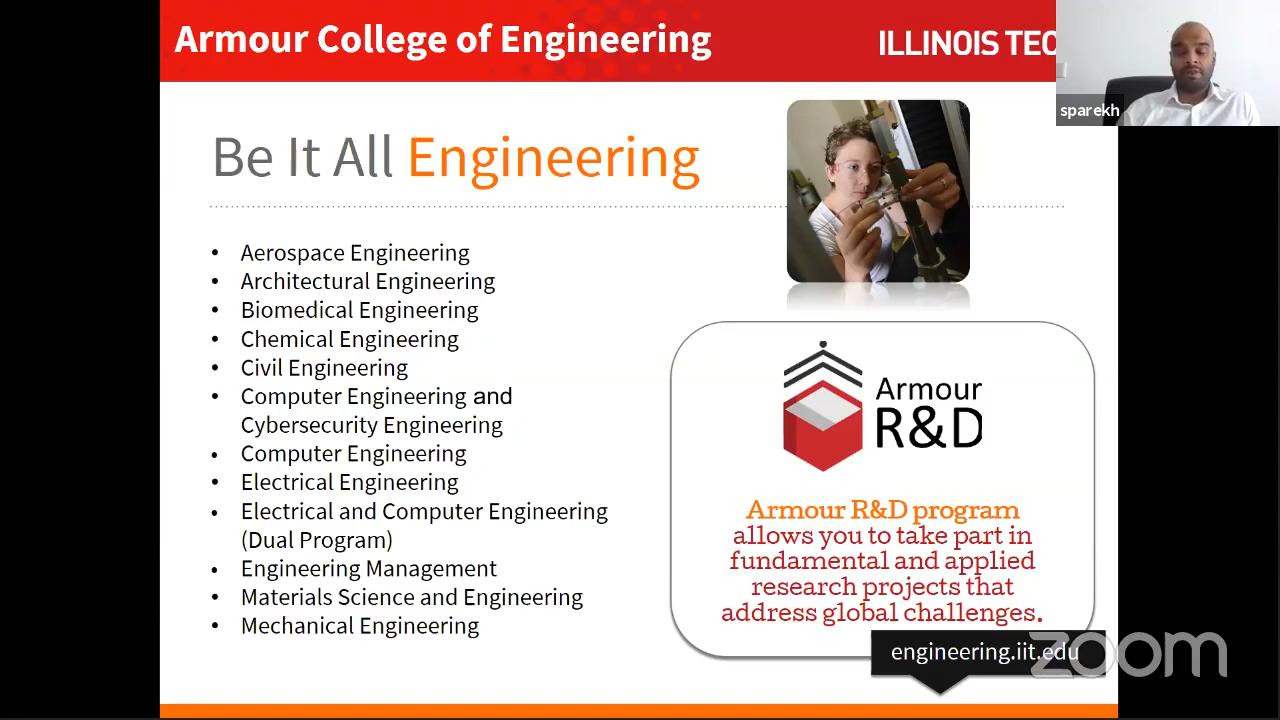 Armour College of Engineering
ILLINOIS TEC
sparekh
Be It All Engineering
• Aerospace Engineering
• Architectural Engineering
• Biomedical Engineering
• Chemical Engineering
• Civil Engineering
• Computer Engineering and
Cybersecurity Engineering
• Computer Engineering
• Electrical Engineering
• Electrical and Computer Engineering
(Dual Program)
• Engineering Management
• Materials Science and Engineering
• Mechanical Engineering
Armour
R&D
Armour R&D program
allows you to take part in
fundamental and applied
research projects that
address global challenges.
engineering.iit.edu
zoom